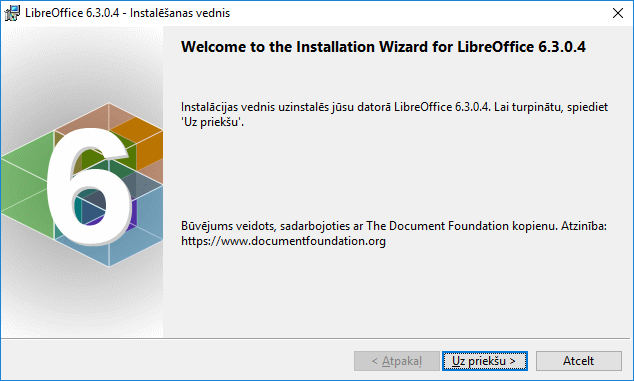 LibreOffice 6.3.0.4 - Instalēšanas vednis
Welcome to the Installation Wizard for LibreOffice 6.3.0.4
Instalācijas vednis uzinstalēs jūsu datorā LibreOffice 6.3.0.4. Lai turpinātu, spiediet
'Uz priekšu'.
6
Būvējums veidots, sadarbojoties ar The Document Foundation kopienu. Atzinība:
https://www.documentfoundation.org
< Atpakaļ Uz priekšu > Atcelt